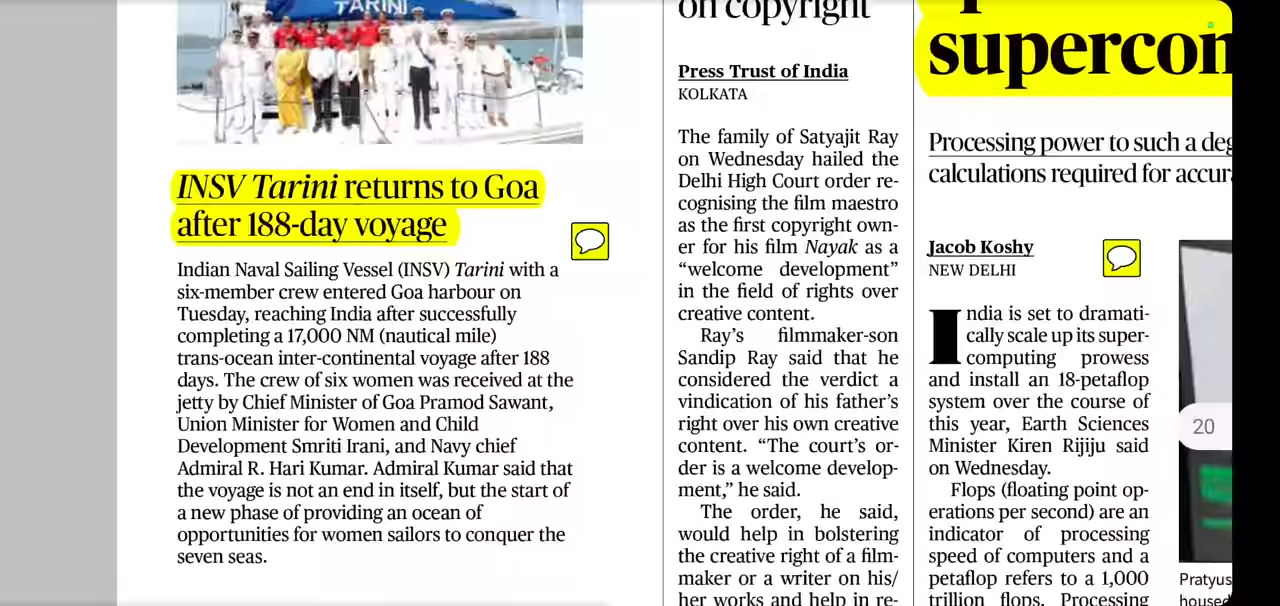 TARINI
INSV Tarini returns to Goa
after 188-day voyage
Indian Naval Sailing Vessel (INSV) Tarini with a
six-member crew entered Goa harbour on
Tuesday, reaching India after successfully
completing a 17,000 NM (nautical mile)
trans-ocean inter-continental voyage after 188
days. The crew of six women was received at the
jetty by Chief Minister of Goa Pramod Sawant,
Union Minister for Women and Child
Development Smriti Irani, and Navy chief
Admiral R. Hari Kumar. Admiral Kumar said that
the voyage is not an end in itself, but the start of
a new phase of providing an ocean of
opportunities for women sailors to conquer the
seven seas.
on copyright
Press Trust of India
KOLKATA
The family of Satyajit Ray
on Wednesday hailed the
Delhi High Court order re-
cognising the film maestro
as the first copyright own-
er for his film Nayak as a
“welcome development”
in the field of rights over
creative content.
Ray’s filmmaker-son
Sandip Ray said that he
considered the verdict a
vindication of his father’s
right over his own creative
content. “The court’s or-
der is a welcome develop-
ment,” he said.
The order, he said,
would help in bolstering
the creative right of a film-
maker or a writer on his/
her works and help in re-
supercom
Processing power to such a deg
calculations required for accur
Jacob Koshy
NEW DELHI
India is set to dramati-
cally scale up its super-
computing prowess
and install an 18-petaflop
system over the course of
this year, Earth Sciences
Minister Kiren Rijiju said
on Wednesday.
Flops (floating point op-
erations per second) are an
indicator of processing
speed of computers and a
petaflop refers to a 1,000
trillion flops. Processing
20
Pratyus
housed